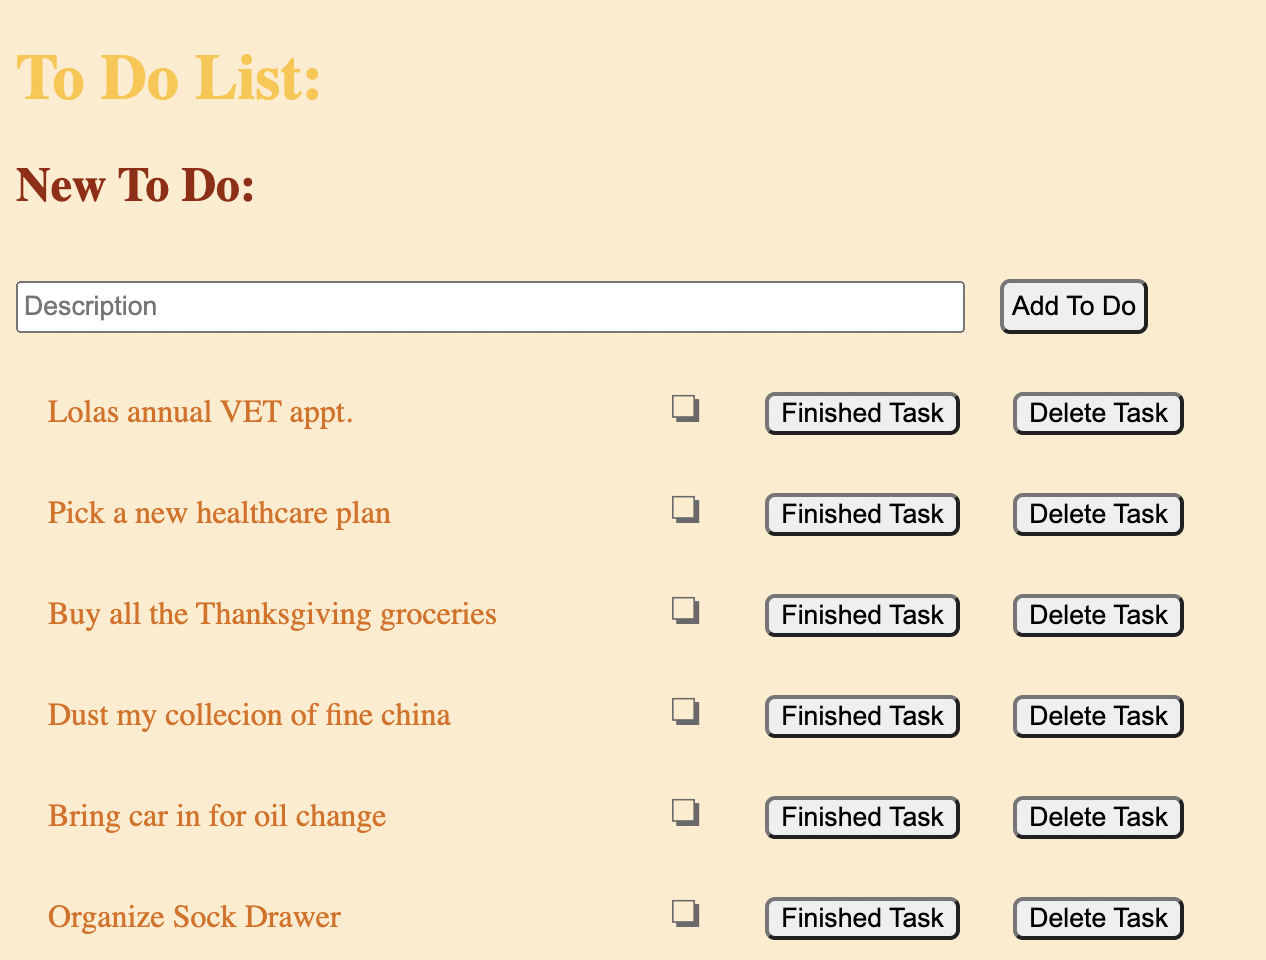 To Do List:
New To Do:
Description Add To Do
Lolas annual VET appt. ❏ Finished Task Delete Task
Pick a new healthcare plan ❏ Finished Task Delete Task
Buy all the Thanksgiving groceries ❏ Finished Task Delete Task
Dust my collecion of fine china ❏ Finished Task Delete Task
Bring car in for oil change ❏ Finished Task Delete Task
Organize Sock Drawer ❏ Finished Task Delete Task